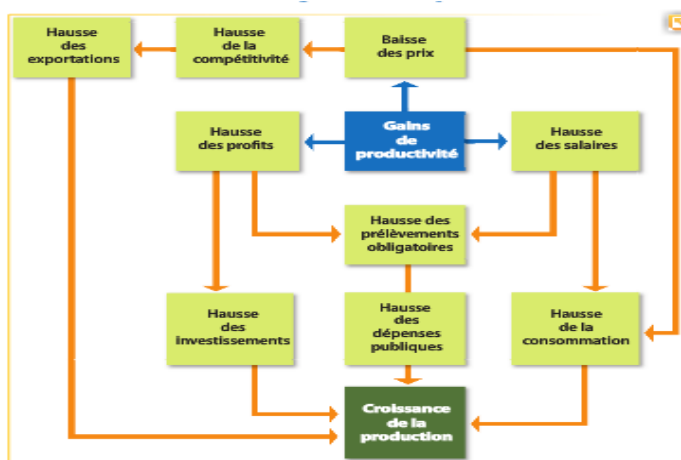 Hausse
des
exportations
Hausse
de la
compétitivité
Baisse
des prix
Hausse
des profits
Gains
de
productivité
Hausse
des salaires
Hausse des
prélèvements
obligatoires
Hausse
des
investissements
Hausse
des
dépenses
publiques
Hausse
de la
consommation
Croissance
de la
production